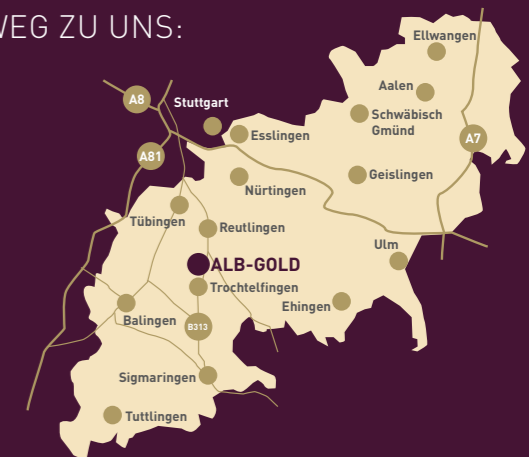 WEG ZU UNS:
Ellwangen
Aalen
A8
Stuttgart
Schwäbisch
Gmünd
Esslingen
A7
A81
Geislingen
Nürtingen
Tübingen
Reutlingen
Ulm
ALB-GOLD
Trochtelfingen
Ehingen
Balingen
B313
Sigmaringen
Tuttlingen